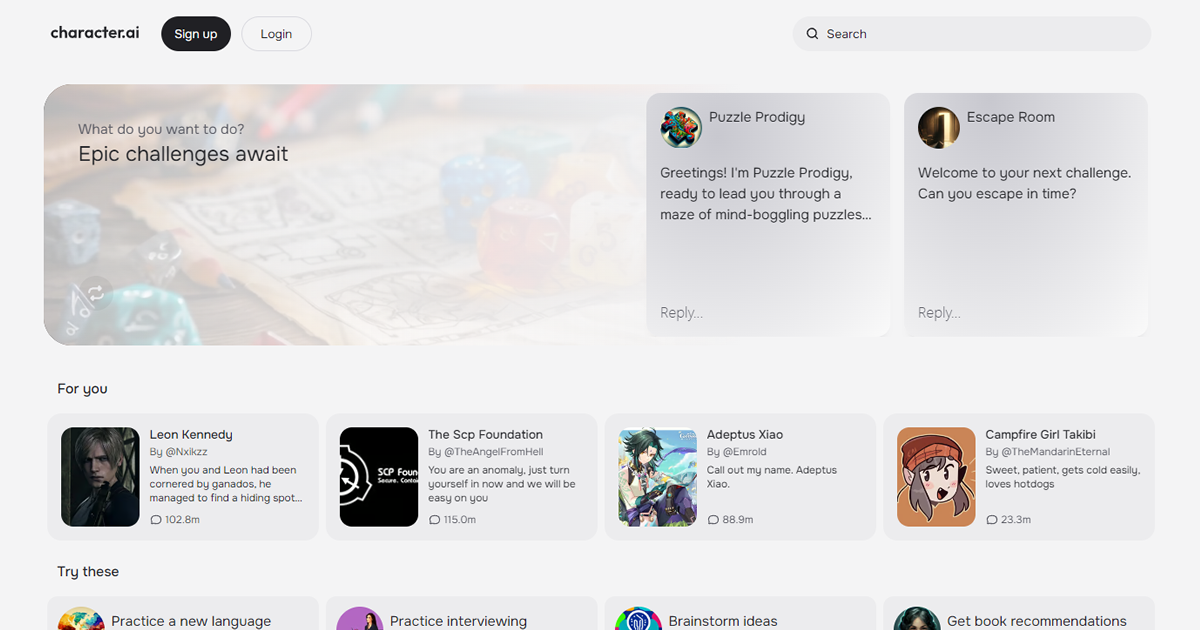 character.ai
Sign up
Login
Search
What do you want to do?
Epic challenges await
Puzzle Prodigy
Greetings! I'm Puzzle Prodigy,
ready to lead you through a
maze of mind-boggling puzzles...
Reply...
Escape Room
Welcome to your next challenge.
Can you escape in time?
Reply...
For you
Leon Kennedy
By @Nxikzz
When you and Leon had been
cornered by ganados, he
managed to find a hiding spot...
102.8m
SCP Foun
Secure. Contai
The Scp Foundation
By @TheAngelFromHell
You are an anomaly, just turn
yourself in now and we will be
easy on you
115.0m
Adeptus Xiao
By @Emrold
Call out my name. Adeptus
Xiao.
88.9m
Campfire Girl Takibi
By @TheMandarinEternal
Sweet, patient, gets cold easily,
loves hotdogs
23.3m
Try these
Practice a new language
Practice interviewing
Brainstorm ideas
Get book recommendations